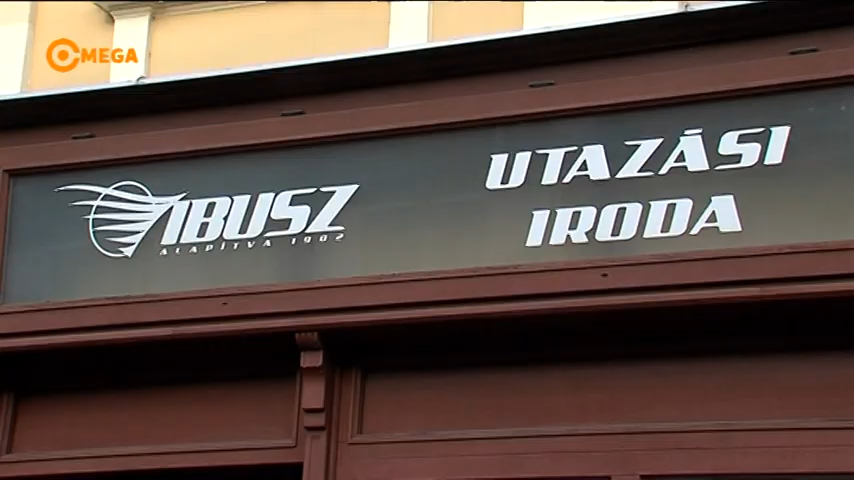 OMEGA
IBUSZ
ALAPÍTVA 1902
UTAZÁSI
IRODA